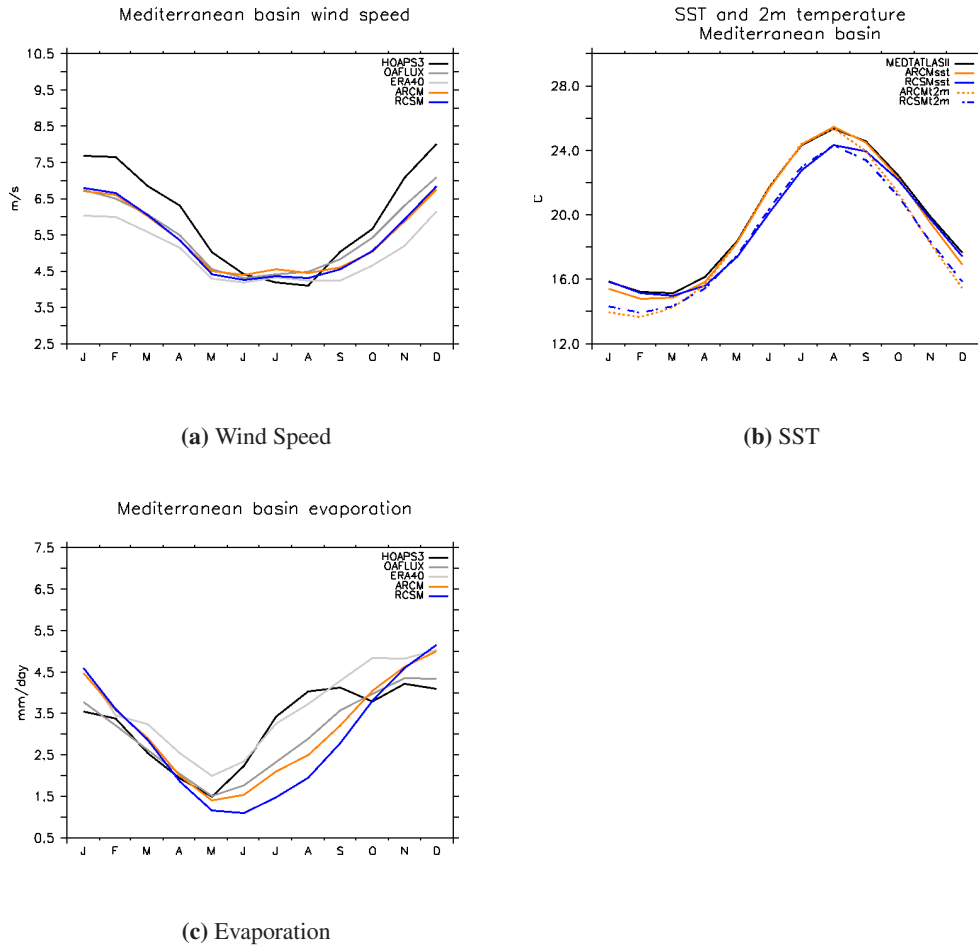 Mediterranean basin wind speed
10.5
9.5
8.5
7.5
6.5
5.5
4.5
3.5
2.5
m/s
HOAPS3
OAFLUX
ERA40
ARCM
RCSM
J F M A M J J A S O N D
(a) Wind Speed
SST and 2m temperature
Mediterranean basin
28.0
24.0
20.0
16.0
12.0
C
MEDTATLASII
ARCMsst
RCSMsst
ARCMt2m
RCSMt2m
J F M A M J J A S O N D
(b) SST
Mediterranean basin evaporation
7.5
6.5
5.5
4.5
3.5
2.5
1.5
0.5
mm/day
HOAPS3
OAFLUX
ERA40
ARCM
RCSM
J F M A M J J A S O N D
(c) Evaporation